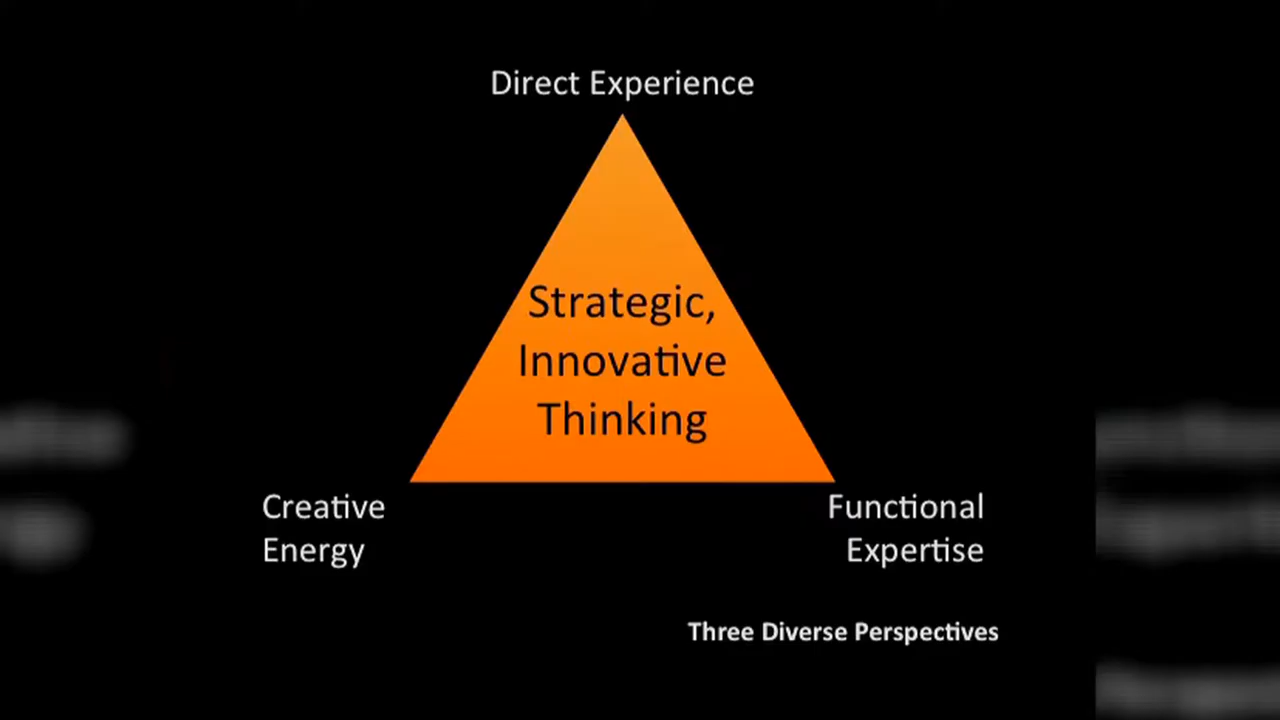 Direct Experience
Strategic,
Innovative
Thinking
Creative
Energy
Functional
Expertise
Three Diverse Perspectives